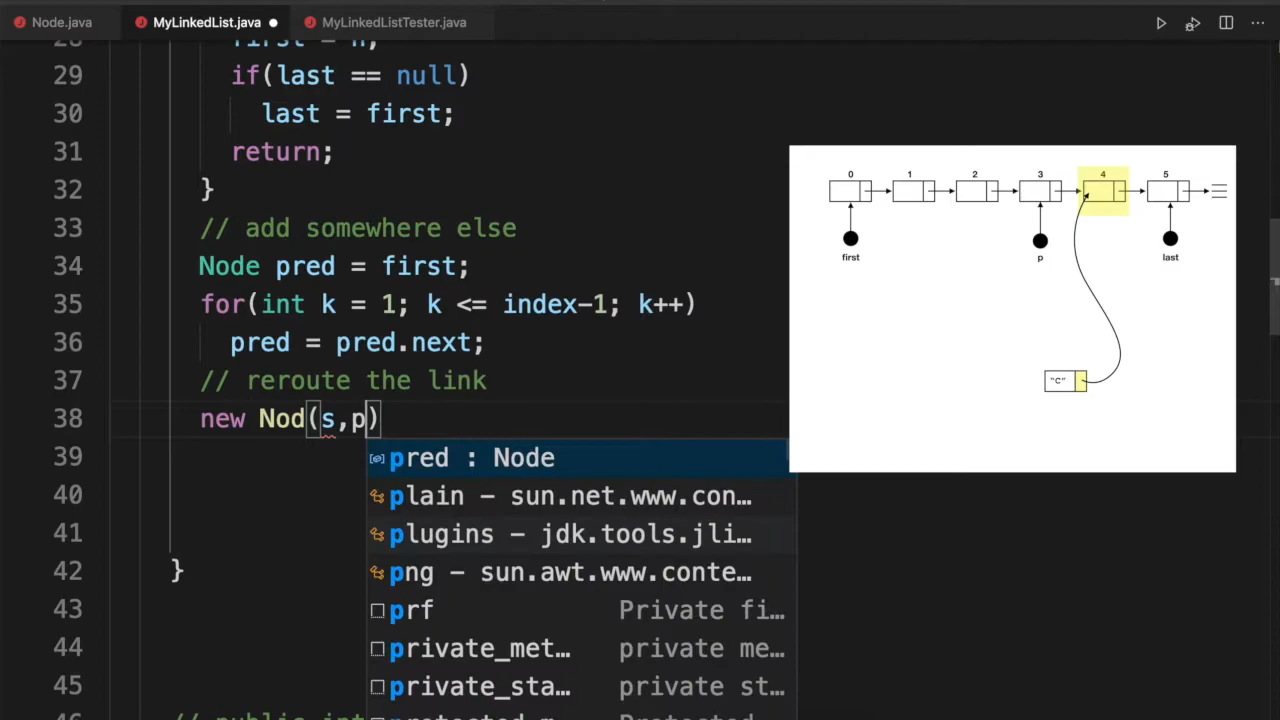 Node.java MyLinkedList.java MyLinkedListTester.java
28 first = n;
29 if(last == null)
30 last = first;
31 return;
32 }
33 // add somewhere else
34 Node pred = first;
35 for(int k = 1; k <= index-1; k++)
36 pred = pred.next;
37 // reroute the link
38 new Nod(s,p)
39
40
41
42 }
43
44
45
46 // public int
pred : Node
plain - sun.net.www.con…
plugins - jdk.tools.jli…
png - sun.awt.www.conte…
prf Private fi…
private_met… private me…
private_sta… private st…
0 1 2 3 4 5
first p last
"C"